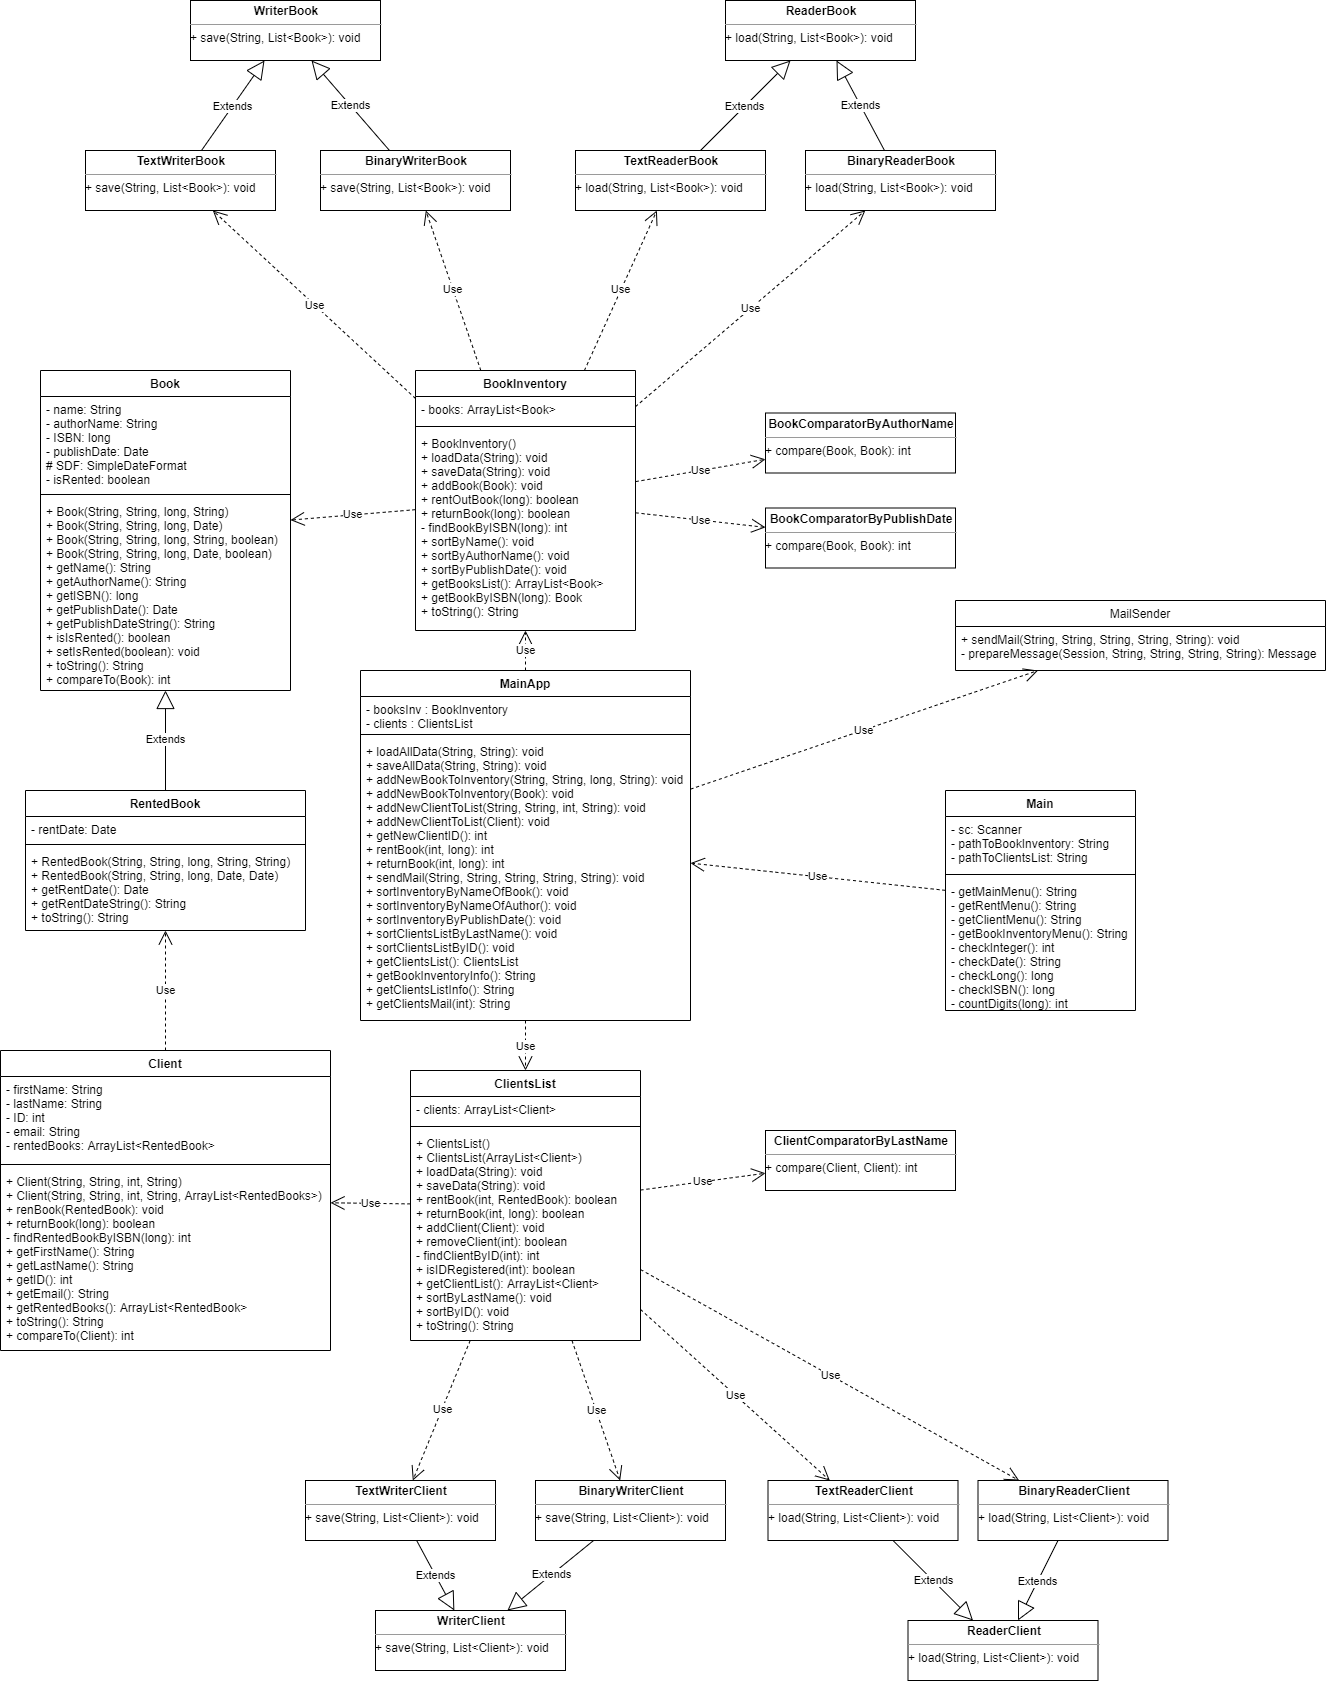 WriterBook
+ save(String, List<Book>): void
ReaderBook
+ load(String, List<Book>): void
Extends
Extends
Extends
Extends
TextWriterBook
+ save(String, List<Book>): void
BinaryWriterBook
+ save(String, List<Book>): void
TextReaderBook
+ load(String, List<Book>): void
BinaryReaderBook
+ load(String, List<Book>): void
Use
Use
Use
Use
Book
- name: String
- authorName: String
- ISBN: long
- publishDate: Date
# SDF: SimpleDateFormat
- isRented: boolean
+ Book(String, String, long, String)
+ Book(String, String, long, Date)
+ Book(String, String, long, String, boolean)
+ Book(String, String, long, Date, boolean)
+ getName(): String
+ getAuthorName(): String
+ getISBN(): long
+ getPublishDate(): Date
+ getPublishDateString(): String
+ isIsRented(): boolean
+ setIsRented(boolean): void
+ toString(): String
+ compareTo(Book): int
Use
BookInventory
- books: ArrayList<Book>
+ BookInventory()
+ loadData(String): void
+ saveData(String): void
+ addBook(Book): void
+ rentOutBook(long): boolean
+ returnBook(long): boolean
- findBookByISBN(long): int
+ sortByName(): void
+ sortByAuthorName(): void
+ sortByPublishDate(): void
+ getBooksList(): ArrayList<Book>
+ getBookByISBN(long): Book
+ toString(): String
Use
Use
BookComparatorByAuthorName
+ compare(Book, Book): int
BookComparatorByPublishDate
+ compare(Book, Book): int
MailSender
+ sendMail(String, String, String, String, String): void
- prepareMessage(Session, String, String, String, String): Message
Use
Extends
MainApp
- booksInv : BookInventory
- clients : ClientsList
+ loadAllData(String, String): void
+ saveAllData(String, String): void
+ addNewBookToInventory(String, String, long, String): void
+ addNewBookToInventory(Book): void
+ addNewClientToList(String, String, int, String): void
+ addNewClientToList(Client): void
+ getNewClientID(): int
+ rentBook(int, long): int
+ returnBook(int, long): int
+ sendMail(String, String, String, String, String): void
+ sortInventoryByNameOfBook(): void
+ sortInventoryByNameOfAuthor(): void
+ sortInventoryByPublishDate(): void
+ sortClientsListByLastName(): void
+ sortClientsListByID(): void
+ getClientsList(): ClientsList
+ getBookInventoryInfo(): String
+ getClientsListInfo(): String
+ getClientsMail(int): String
Use
Use
Main
- sc: Scanner
- pathToBookInventory: String
- pathToClientsList: String
- getMainMenu(): String
- getRentMenu(): String
- getClientMenu(): String
- getBookInventoryMenu(): String
- checkInteger(): int
- checkDate(): String
- checkLong(): long
- checkISBN(): long
- countDigits(long): int
RentedBook
- rentDate: Date
+ RentedBook(String, String, long, String, String)
+ RentedBook(String, String, long, Date, Date)
+ getRentDate(): Date
+ getRentDateString(): String
+ toString(): String
Use
Use
Client
- firstName: String
- lastName: String
- ID: int
- email: String
- rentedBooks: ArrayList<RentedBook>
+ Client(String, String, int, String)
+ Client(String, String, int, String, ArrayList<RentedBooks>)
+ renBook(RentedBook): void
+ returnBook(long): boolean
- findRentedBookByISBN(long): int
+ getFirstName(): String
+ getLastName(): String
+ getID(): int
+ getEmail(): String
+ getRentedBooks(): ArrayList<RentedBook>
+ toString(): String
+ compareTo(Client): int
Use
ClientsList
- clients: ArrayList<Client>
+ ClientsList()
+ ClientsList(ArrayList<Client>)
+ loadData(String): void
+ saveData(String): void
+ rentBook(int, RentedBook): boolean
+ returnBook(int, long): boolean
+ addClient(Client): void
+ removeClient(int): boolean
- findClientByID(int): int
+ isIDRegistered(int): boolean
+ getClientList(): ArrayList<Client>
+ sortByLastName(): void
+ sortByID(): void
+ toString(): String
Use
ClientComparatorByLastName
+ compare(Client, Client): int
Use
Use
Use
Use
TextWriterClient
+ save(String, List<Client>): void
BinaryWriterClient
+ save(String, List<Client>): void
TextReaderClient
+ load(String, List<Client>): void
BinaryReaderClient
+ load(String, List<Client>): void
Extends
Extends
Extends
Extends
WriterClient
+ save(String, List<Client>): void
ReaderClient
+ load(String, List<Client>): void